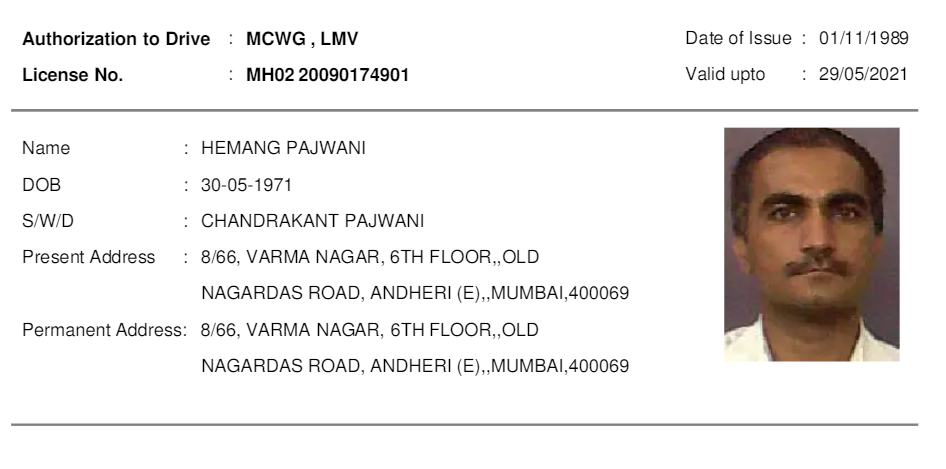 Authorization to Drive : MCWG , LMV Date of Issue : 01/11/1989
License No. : MH02 20090174901 Valid upto : 29/05/2021
Name : HEMANG PAJWANI
DOB : 30-05-1971
S/W/D : CHANDRAKANT PAJWANI
Present Address : 8/66, VARMA NAGAR, 6TH FLOOR,,OLD
NAGARDAS ROAD, ANDHERI (E),,MUMBAI,400069
Permanent Address: 8/66, VARMA NAGAR, 6TH FLOOR,,OLD
NAGARDAS ROAD, ANDHERI (E),,MUMBAI,400069